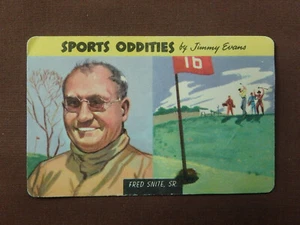 SPORTS ODDITIES by Jimmy Evans
16
FRED SNITE, SR.